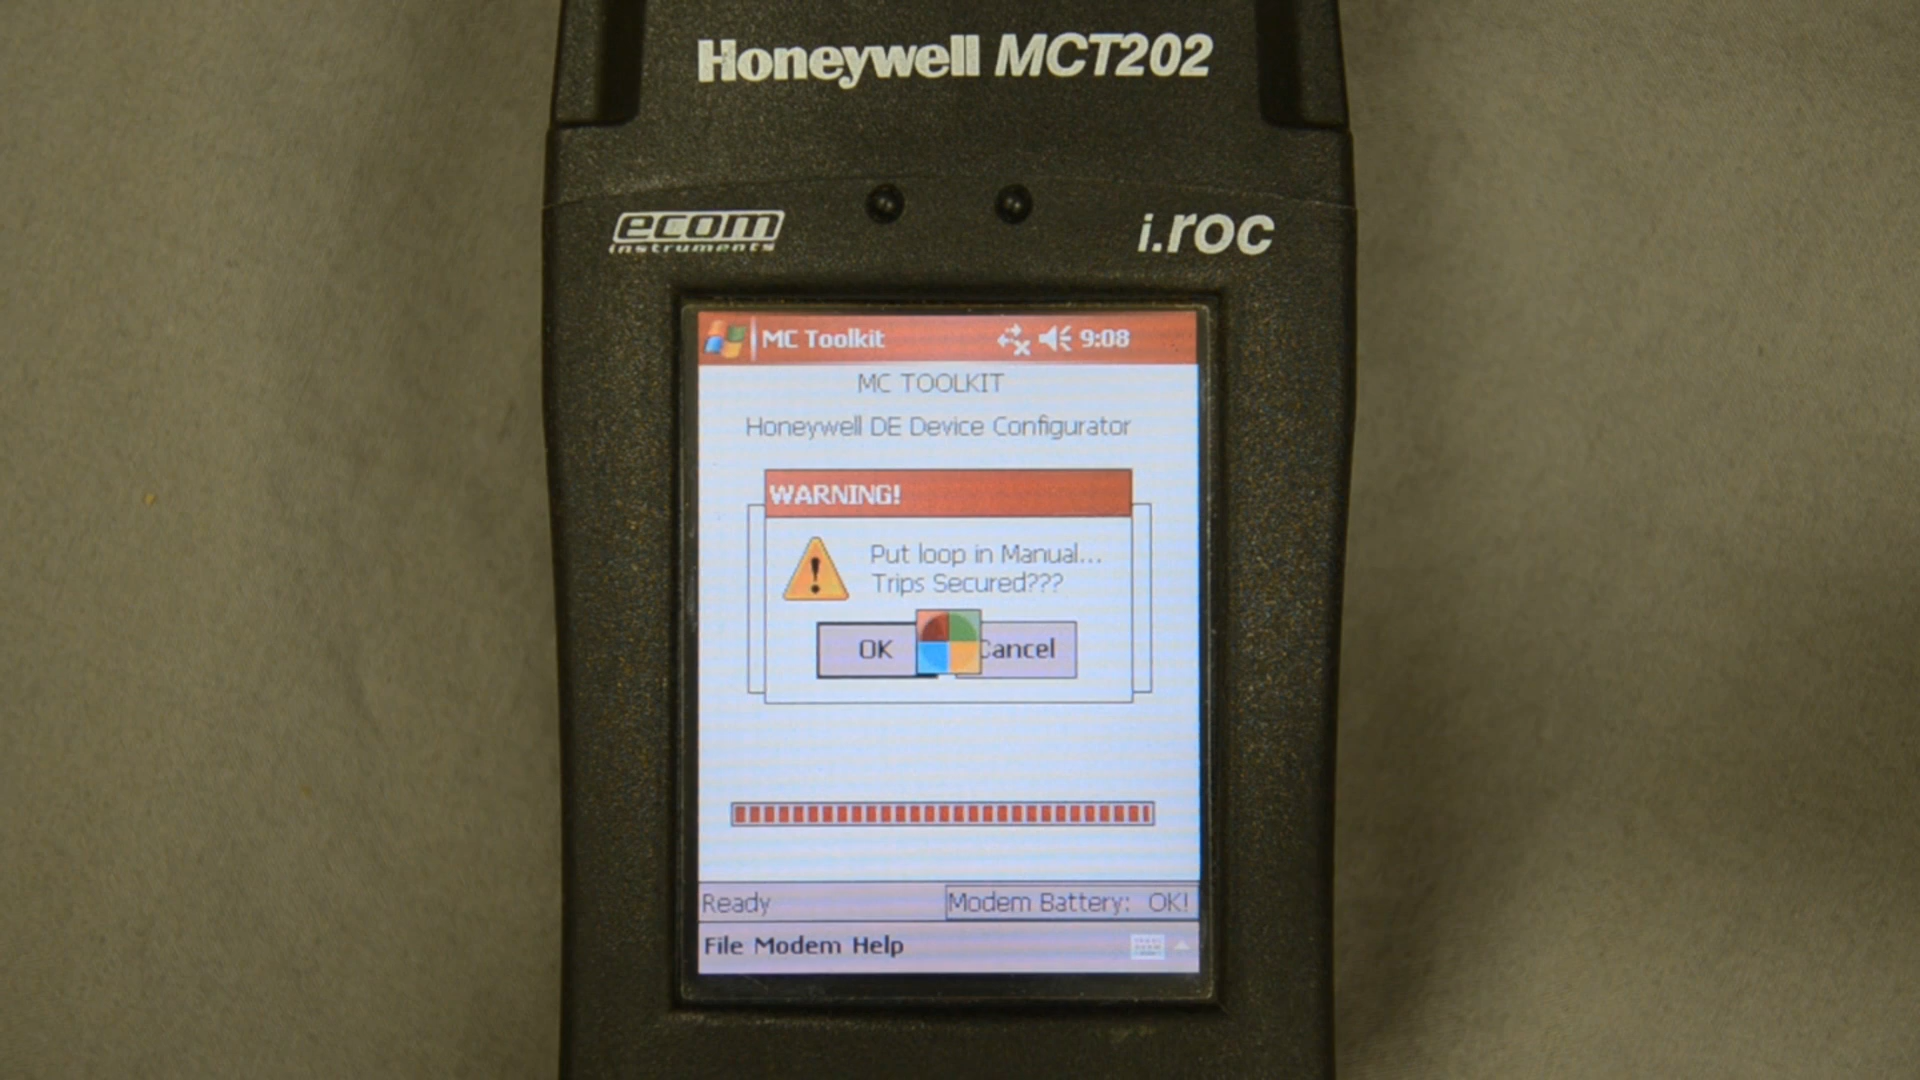 Honeywell MCT202
ecom
instruments
i.roc
MC Toolkit 9:08
MC TOOLKIT
Honeywell DE Device Configurator
WARNING!
Put loop in Manual...
Trips Secured???
OK Cancel
Ready Modem Battery: OK!
File Modem Help